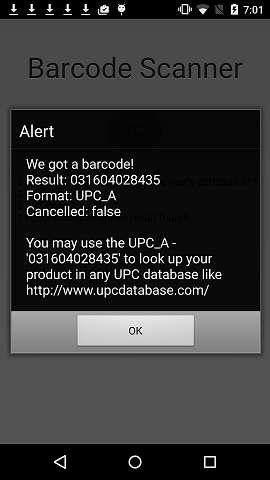 7:01
Barcode Scanner
Alert
We got a barcode!
Result: 031604028435
Format: UPC_A
Cancelled: false
You may use the UPC_A -
'031604028435' to look up your
product in any UPC database like
http://www.upcdatabase.com/
OK